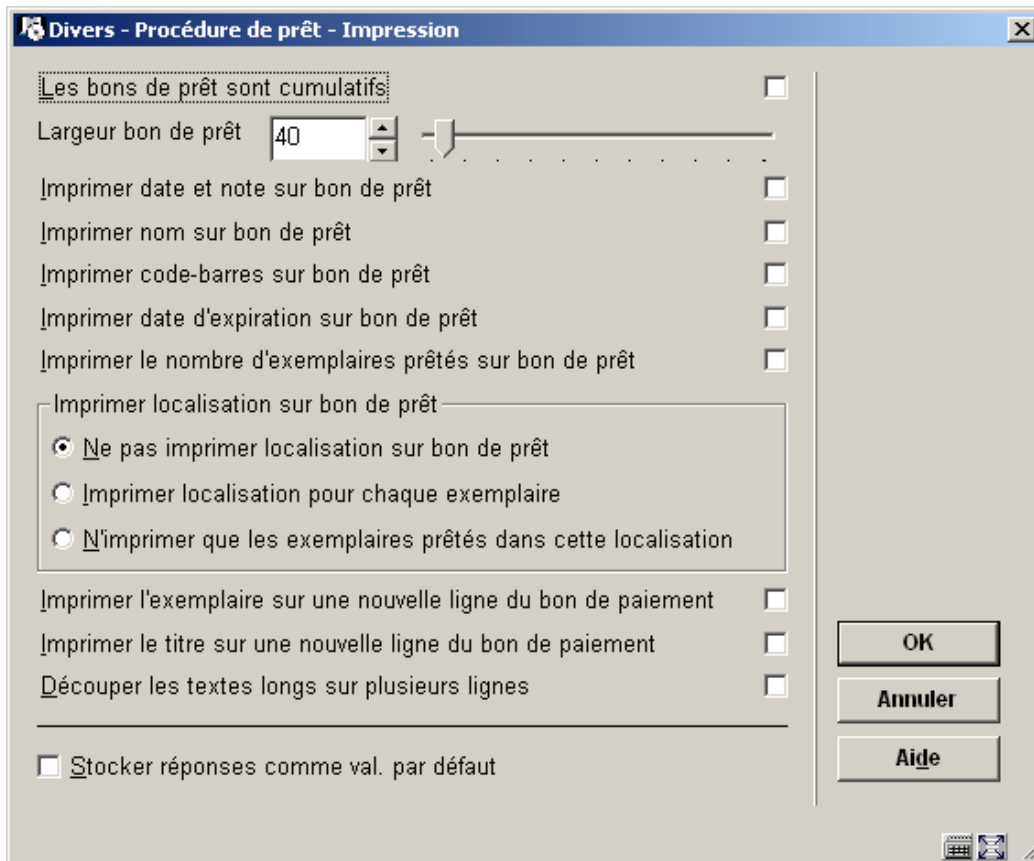 Divers - Procédure de prêt - Impression
Les bons de prêt sont cumulatifs
Largeur bon de prêt 40
Imprimer date et note sur bon de prêt
Imprimer nom sur bon de prêt
Imprimer code-barres sur bon de prêt
Imprimer date d'expiration sur bon de prêt
Imprimer le nombre d'exemplaires prêtés sur bon de prêt
Imprimer localisation sur bon de prêt
Ne pas imprimer localisation sur bon de prêt
Imprimer localisation pour chaque exemplaire
N'imprimer que les exemplaires prêtés dans cette localisation
Imprimer l'exemplaire sur une nouvelle ligne du bon de paiement
Imprimer le titre sur une nouvelle ligne du bon de paiement
Découper les textes longs sur plusieurs lignes
Stocker réponses comme val. par défaut
OK
Annuler
Aide